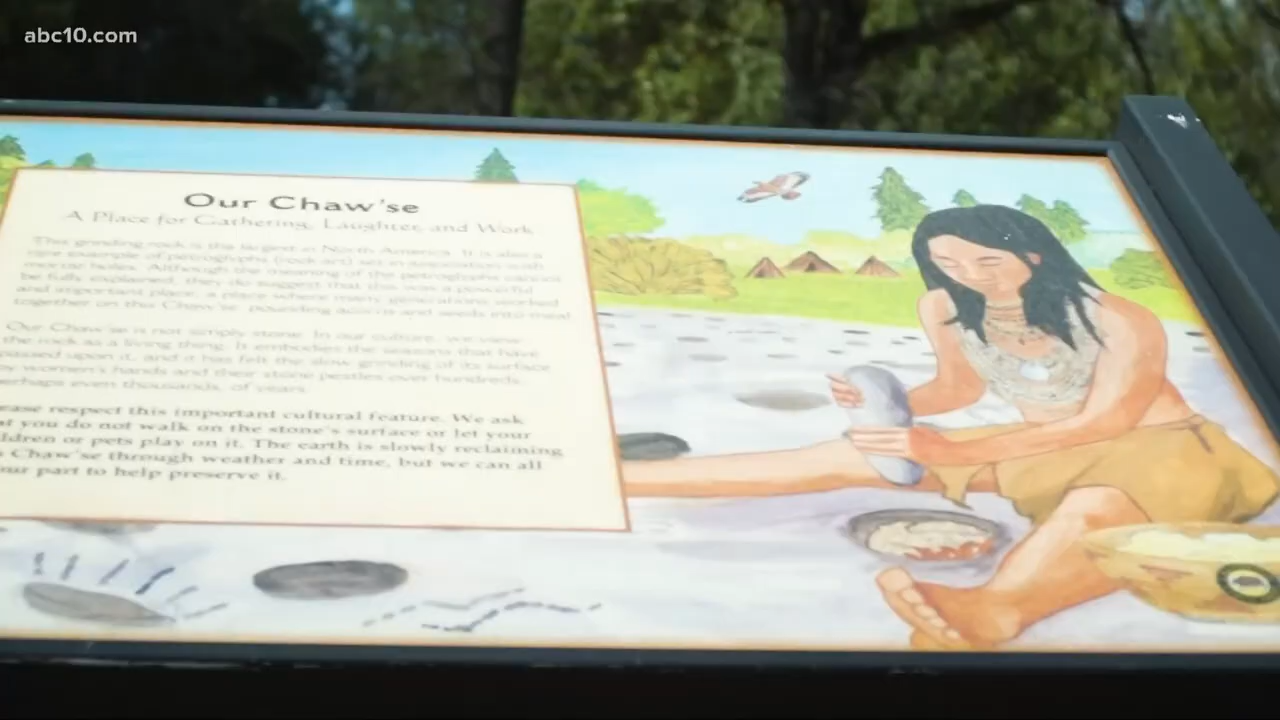 abc10.com
Our Chaw'se
A Place for Gathering, Laughter, and Work
This grinding rock is the largest in North America. It is also a
rare example of petroglyphs (rock art) set in association with
mortar holes. Although the meaning of the petroglyphs cannot
be fully explained, they do suggest that this was a powerful
and important place, a place where many generations worked
together on this Chaw'se pounding acorns and seeds into meal.
Our Chaw'se is not simply stone. In our culture, we view
the rock as a living thing. It embodies the seasons that have
passed upon it, and it has felt the slow grinding of its surface
by women's hands and their stone pestles over hundreds,
perhaps even thousands, of years.
ease respect this important cultural feature. We ask
at you do not walk on the stone's surface or let your
ildren or pets play on it. The earth is slowly reclaiming
Chaw'se through weather and time, but we can all
our part to help preserve it.